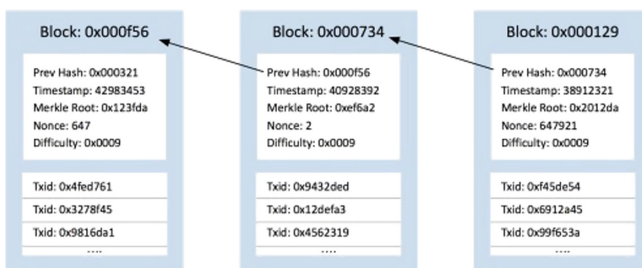 Block: 0x000f56
Prev Hash: 0x000321
Timestamp: 42983453
Merkle Root: 0x123fda
Nonce: 647
Difficulty: 0x0009
Txid: 0x4fed761
Txid: 0x3278f45
Txid: 0x9816da1
....
Block: 0x000734
Prev Hash: 0x000f56
Timestamp: 40928392
Merkle Root: 0xef6a2
Nonce: 2
Difficulty: 0x0009
Txid: 0x9432ded
Txid: 0x12defa3
Txid: 0x4562319
....
Block: 0x000129
Prev Hash: 0x000734
Timestamp: 38912321
Merkle Root: 0x2012da
Nonce: 647921
Difficulty: 0x0009
Txid: 0xf45de54
Txid: 0x6912a45
Txid: 0x99f653a
....